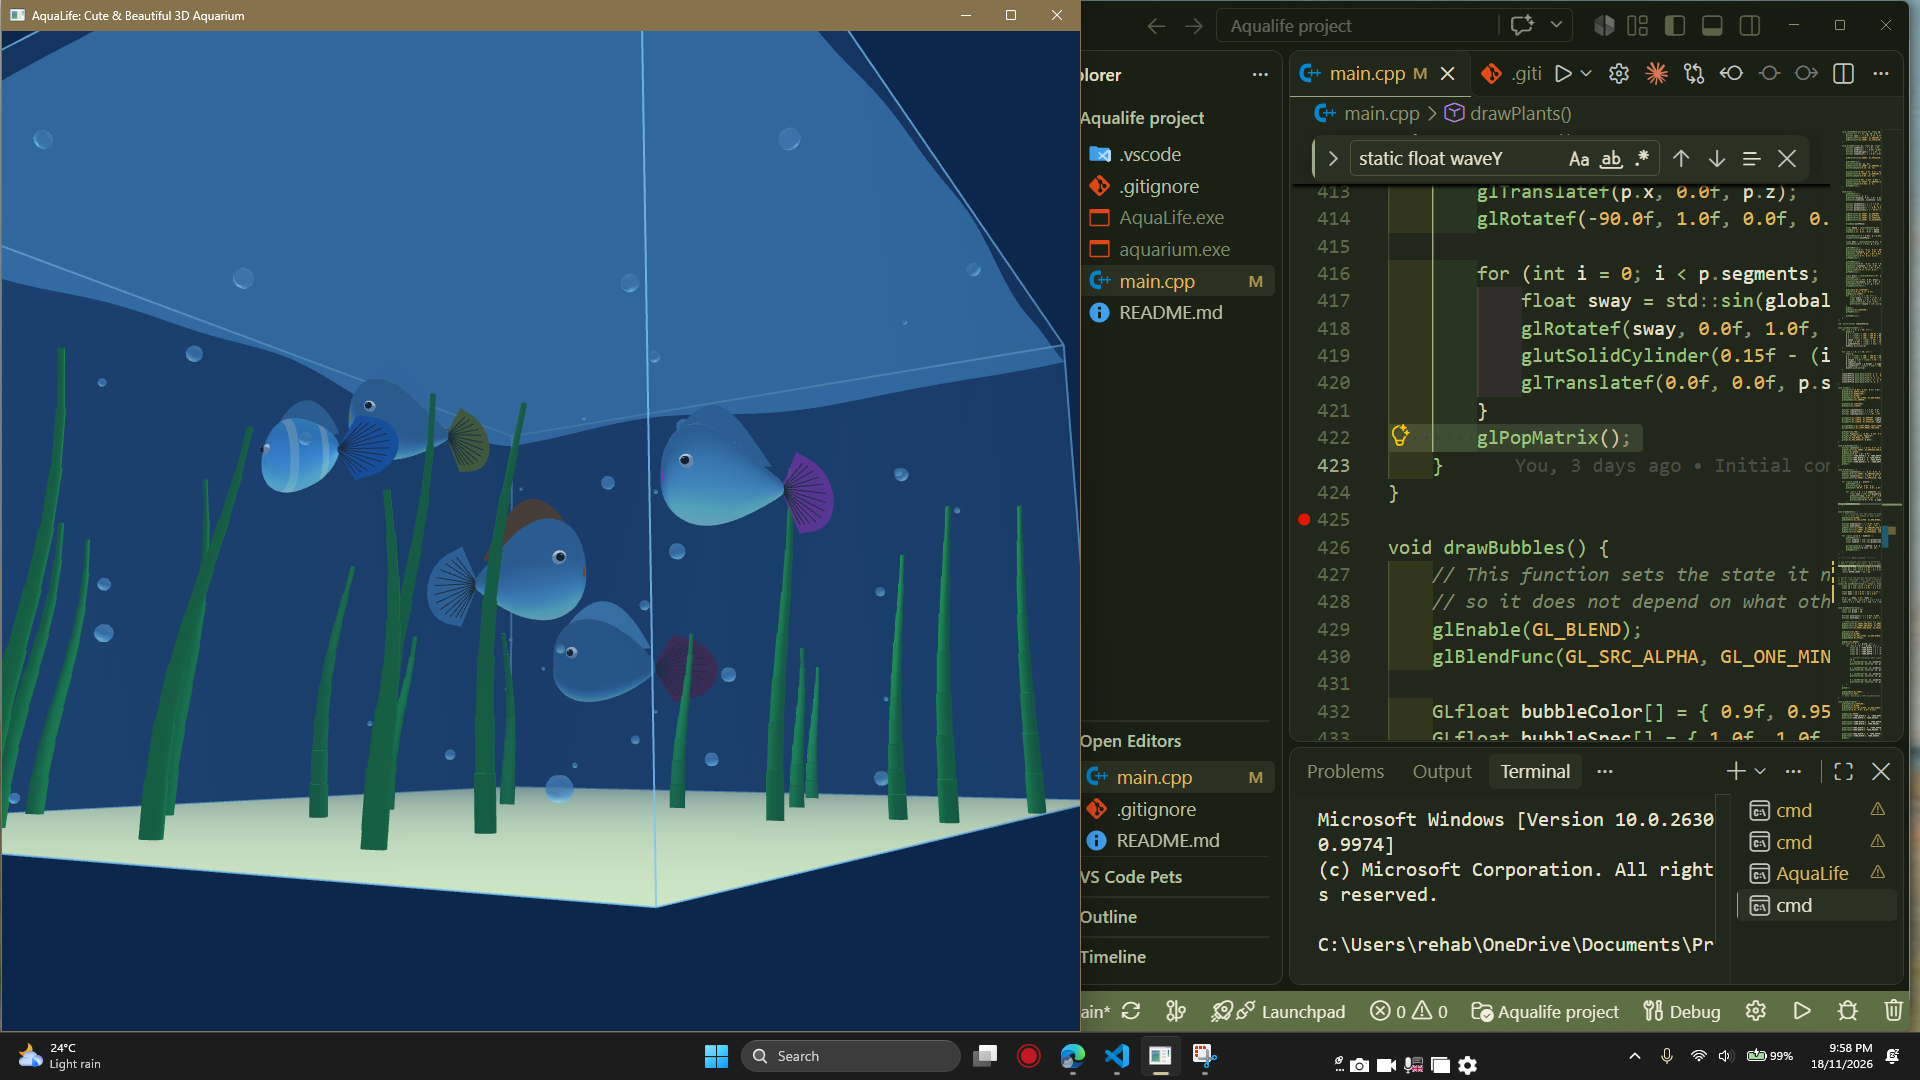 AquaLife: Cute & Beautiful 3D Aquarium
Aqualife project
plorer
main.cpp M
.giti
Aqualife project
.vscode
.gitignore
AquaLife.exe
aquarium.exe
main.cpp M
README.md
main.cpp > drawPlants()
static float waveY
Aa ab .*
413 glTranslatef(p.x, 0.0f, p.z);
414 glRotatef(-90.0f, 1.0f, 0.0f, 0.
415
416 for (int i = 0; i < p.segments;
417 float sway = std::sin(global
418 glRotatef(sway, 0.0f, 1.0f,
419 glutSolidCylinder(0.15f - (i
420 glTranslatef(0.0f, 0.0f, p.s
421 }
422 glPopMatrix();
423 } You, 3 days ago • Initial con
424 }
425
426 void drawBubbles() {
427 // This function sets the state it n
428 // so it does not depend on what oth
429 glEnable(GL_BLEND);
430 glBlendFunc(GL_SRC_ALPHA, GL_ONE_MIN
431
432 GLfloat bubbleColor[] = { 0.9f, 0.95
433 GLfloat bubbleSpec[] = { 1.0f, 1.0f,
Open Editors
main.cpp M
.gitignore
README.md
VS Code Pets
Outline
Timeline
Problems Output Terminal
Microsoft Windows [Version 10.0.2630
0.9974]
(c) Microsoft Corporation. All right
s reserved.
C:\Users\rehab\OneDrive\Documents\Pr
cmd
cmd
AquaLife
cmd
ain* Launchpad 0 0 Aqualife project Debug
24°C
Light rain
Search
99%
9:58 PM
18/11/2026